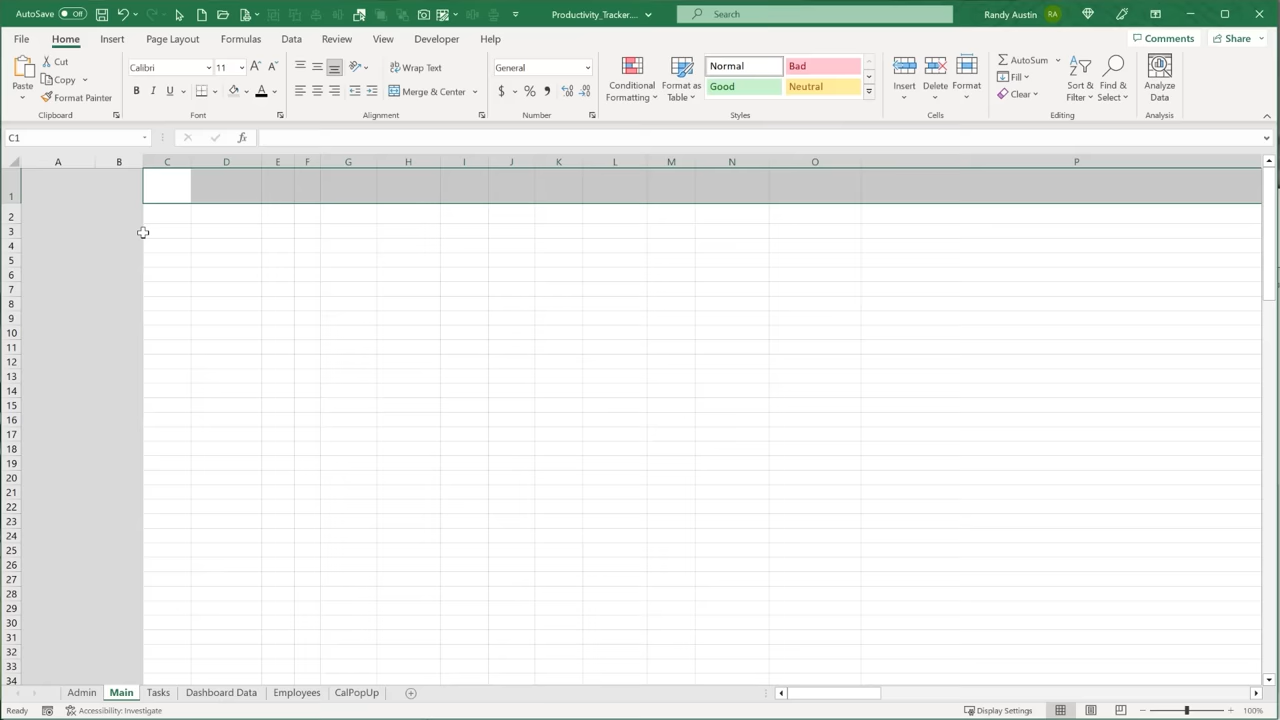 AutoSave Off Productivity_Tracker.... Search Randy Austin RA
File Home Insert Page Layout Formulas Data Review View Developer Help Comments Share
Paste Cut Copy Format Painter Clipboard
Calibri 11 A A B I U A Font
Wrap Text Merge & Center Alignment
General $ % , Number
Conditional Formatting Format as Table Normal Bad Good Neutral Styles
Insert Delete Format Cells
AutoSum Fill Clear Sort & Filter Find & Select Editing
Analyze Data Analysis
C1 fx
A B C D E F G H I J K L M N O P
1
2
3
4
5
6
7
8
9
10
11
12
13
14
15
16
17
18
19
20
21
22
23
24
25
26
27
28
29
30
31
32
33
34
Admin Main Tasks Dashboard Data Employees CalPopUp
Ready Accessibility: Investigate Display Settings 100%